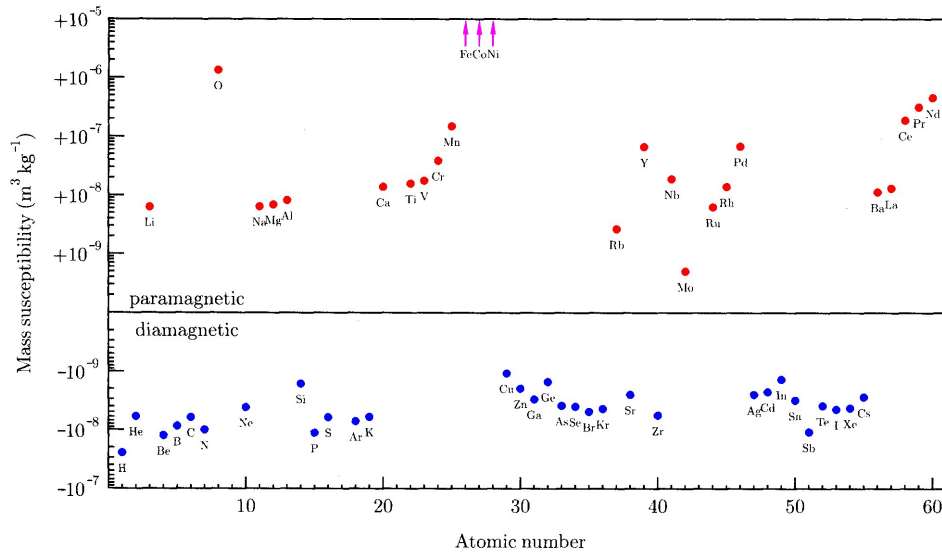 +10⁻⁵
FeCoNi
+10⁻⁶
O
Mn
Nd
+10⁻⁷
Pr
Ce
Y
Pd
Cr
+10⁻⁸
Ti V
Ca
Nb
Rh
Li
Na Mg Al
Ru
Ba La
Rb
+10⁻⁹
Mo
paramagnetic
diamagnetic
-10⁻⁹
Cu
Si
Zn
Ga
Ge
In
Sr
Ag Cd
Sn
Cs
He
Ne
As Se Br Kr
Te I Xe
-10⁻⁸
Be B C N
P S Ar K
Zr
Sb
H
-10⁻⁷
0 10 20 30 40 50 60
Atomic number
Mass susceptibility (m³ kg⁻¹)